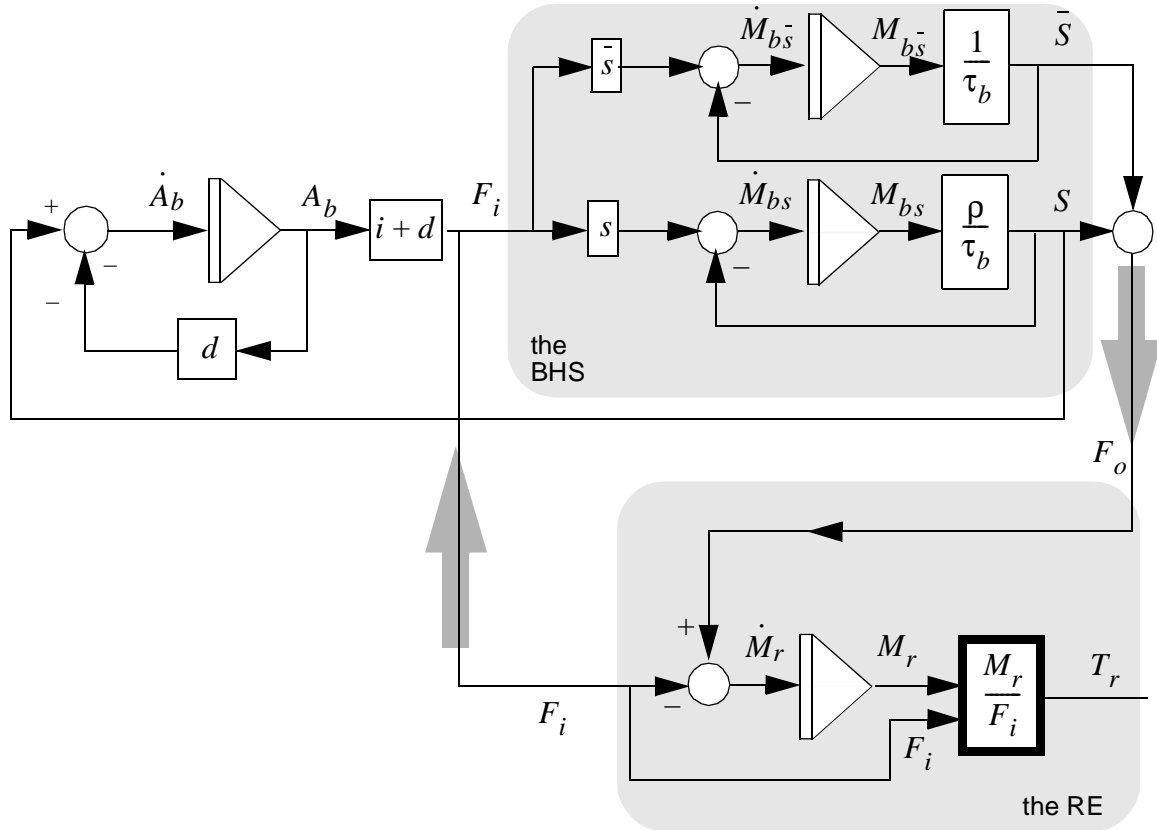 Ṁ_bs̄
M_bs̄
1/τ_b
S̄
s̄
−
+
Ȧ_b
A_b
i + d
F_i
−
−
d
s
Ṁ_bs
M_bs
ρ/τ_b
S
−
the
BHS
F_o
+
Ṁ_r
M_r
M_r/F_i
T_r
F_i
−
F_i
the RE